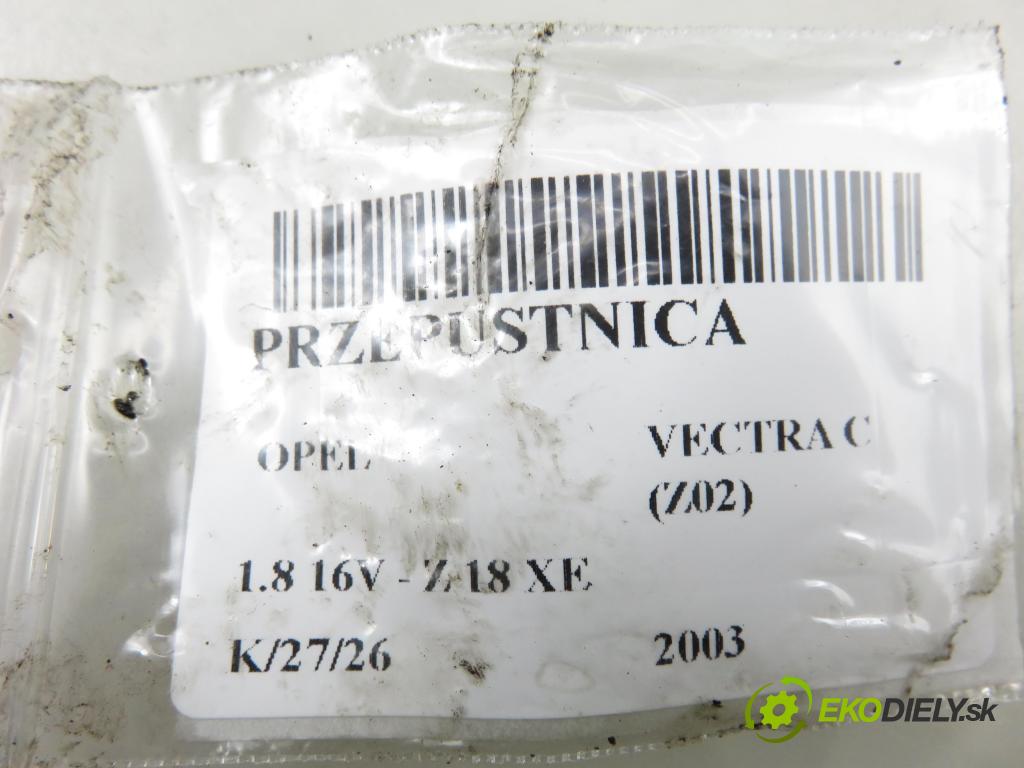 PRZEPUSTNICA
OPEL VECTRA C
(Z02)
1.8 16V - Z 18 XE
K/27/26 2003
EKODIELY.sk